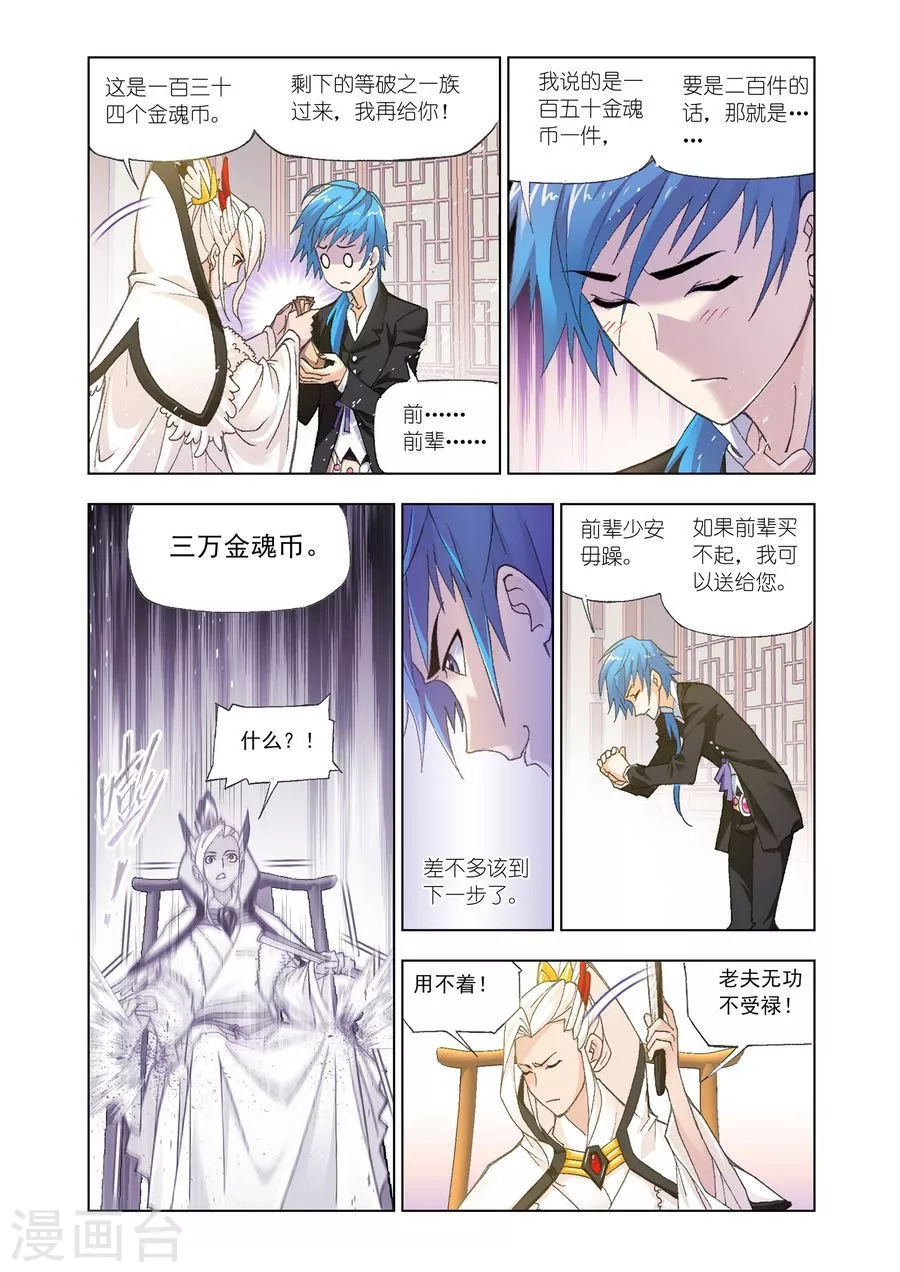 这是一百三十
四个金魂币。
剩下的等破之一族
过来，我再给你！
前……
前辈……
我说的是一
百五十金魂
币一件，
要是二百件的
话，那就是…
…
三万金魂币。
什么？！
嗡
差不多该到
下一步了。
前辈少安
毋躁。
如果前辈买
不起，我可
以送给您。
用不着！
老夫无功
不受禄！
漫画台